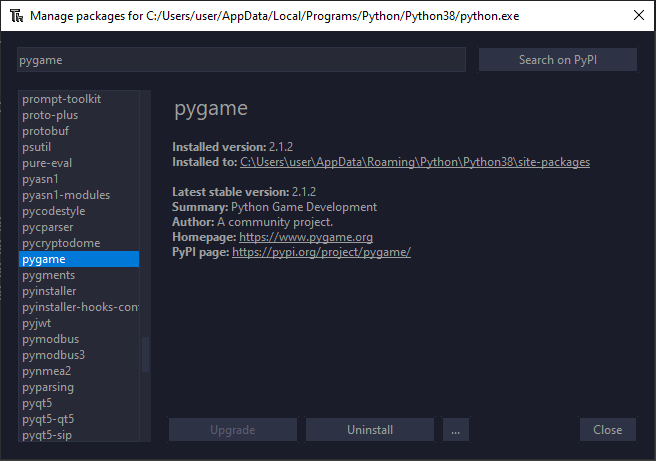 Manage packages for C:/Users/user/AppData/Local/Programs/Python/Python38/python.exe
pygame
Search on PyPI
prompt-toolkit
proto-plus
protobuf
psutil
pure-eval
pyasn1
pyasn1-modules
pycodestyle
pycparser
pycryptodome
pygame
pygments
pyinstaller
pyinstaller-hooks-con
pyjwt
pymodbus
pymodbus3
pynmea2
pyparsing
pyqt5
pyqt5-qt5
pyqt5-sip
pygame
Installed version: 2.1.2
Installed to: C:\Users\user\AppData\Roaming\Python\Python38\site-packages
Latest stable version: 2.1.2
Summary: Python Game Development
Author: A community project.
Homepage: https://www.pygame.org
PyPI page: https://pypi.org/project/pygame/
Upgrade
Uninstall
...
Close